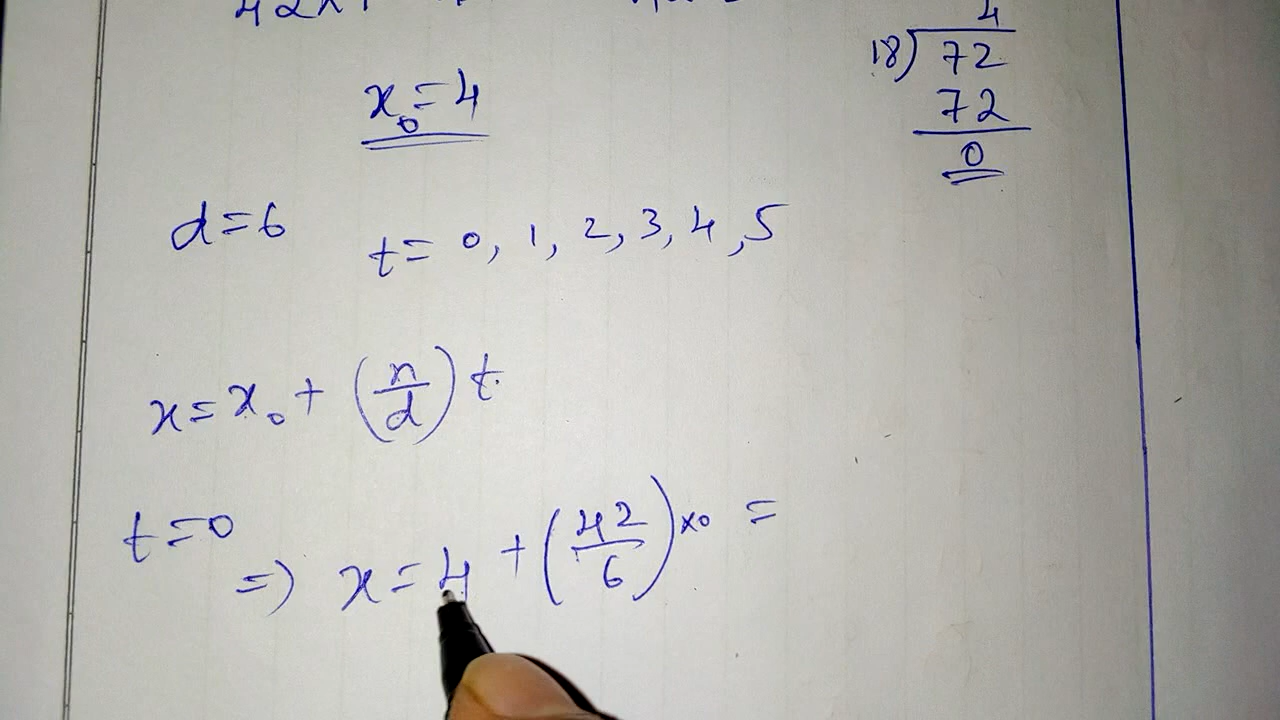 x₀ = 4
4
18) 72
72
0
d = 6 t = 0, 1, 2, 3, 4, 5
x = x₀ + (n/d) t.
t = 0
=) x = 4 + (42/6) x0 =